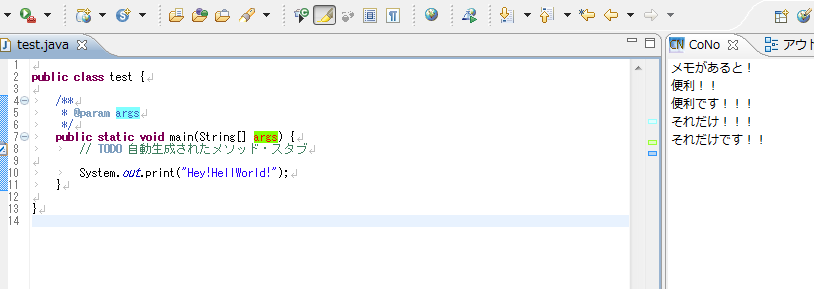 test.java
CoNo
アウト
1
2 public class test {
3
4 /**
5 * @param args
6 */
7 public static void main(String[] args) {
8 // TODO 自動生成されたメソッド・スタブ
9
10 System.out.print("Hey!HellWorld!");
11 }
12
13 }
14
メモがあると！
便利！！
便利です！！！
それだけ！！！
それだけです！！